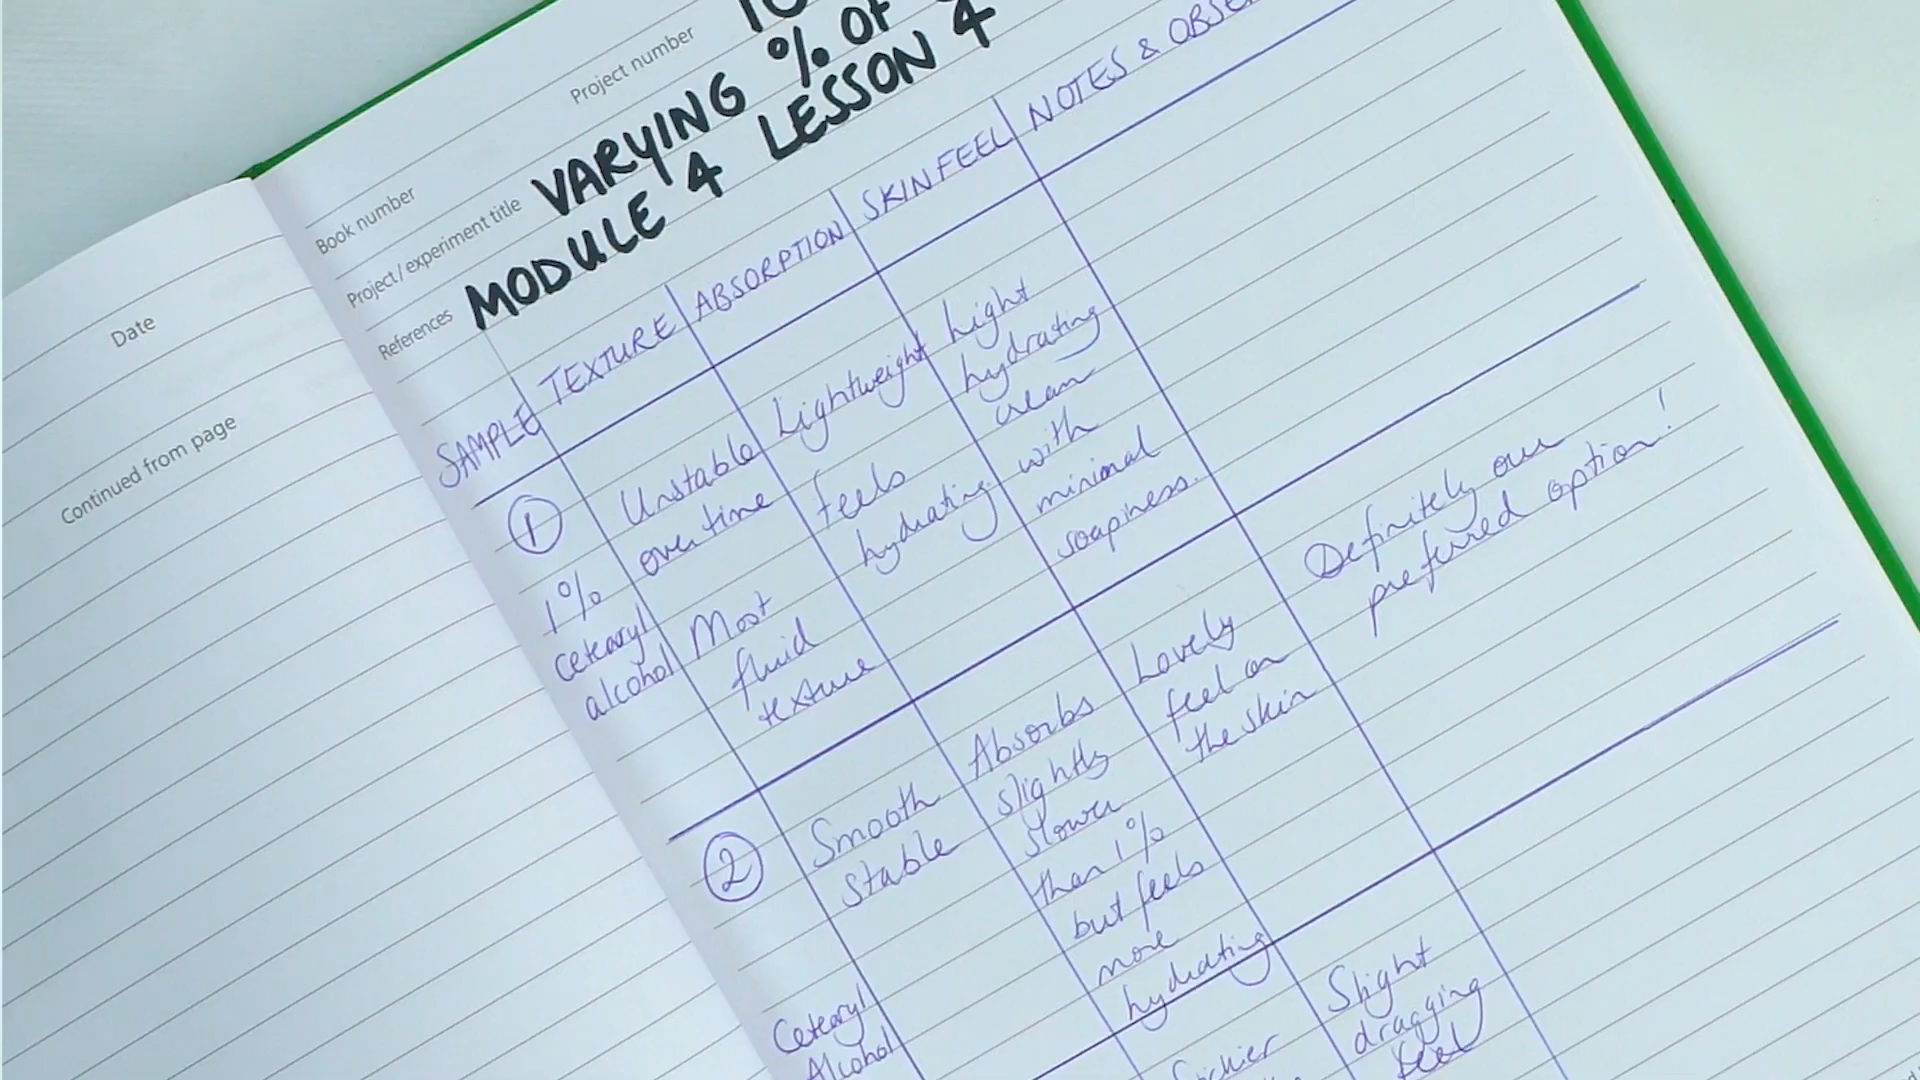 Project number
Book number
Project / experiment title VARYING % OF
References MODULE 4 LESSON 4
Date
Continued from page
SAMPLE TEXTURE ABSORPTION SKIN FEEL NOTES &
①
1%
Cetearyl
alcohol
Unstable
over time
Most
fluid
texture
Lightweight
feels
hydrating
Light
hydrating
cream
with
minimal
soapiness.
②
Cetearyl
Alcohol
Smooth
Stable
Absorbs
slightly
slower
than 1%
but feels
more
hydrating
Lovely
feel on
the skin
Definitely our
preferred option!
Slight
dragging
feel